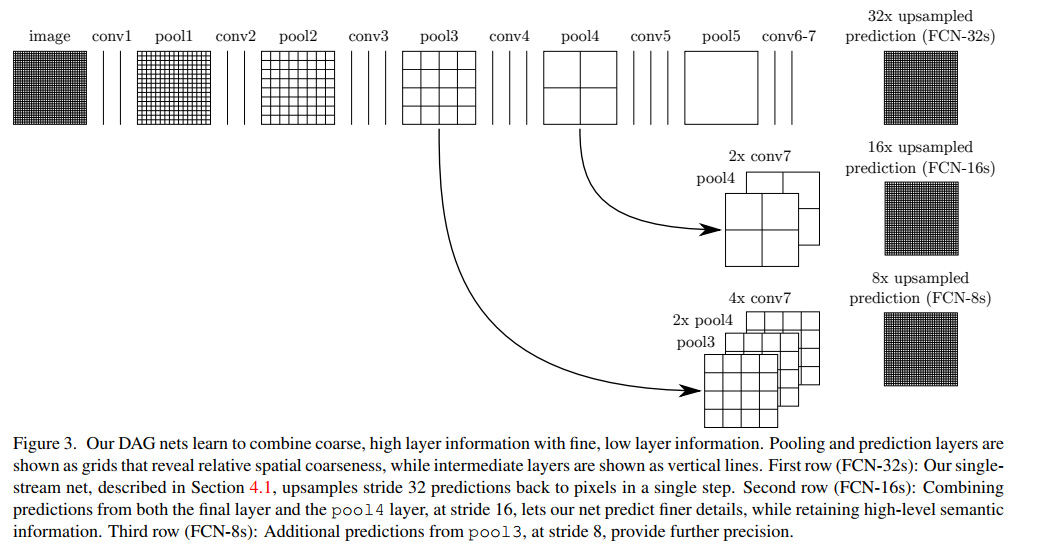 32x upsampled
image conv1 pool1 conv2 pool2 conv3 pool3 conv4 pool4 conv5 pool5 conv6-7 prediction (FCN-32s)
16x upsampled
2x conv7 prediction (FCN-16s)
pool4
8x upsampled
4x conv7 prediction (FCN-8s)
2x pool4
pool3
Figure 3. Our DAG nets learn to combine coarse, high layer information with fine, low layer information. Pooling and prediction layers are
shown as grids that reveal relative spatial coarseness, while intermediate layers are shown as vertical lines. First row (FCN-32s): Our single-
stream net, described in Section 4.1, upsamples stride 32 predictions back to pixels in a single step. Second row (FCN-16s): Combining
predictions from both the final layer and the pool4 layer, at stride 16, lets our net predict finer details, while retaining high-level semantic
information. Third row (FCN-8s): Additional predictions from pool3, at stride 8, provide further precision.